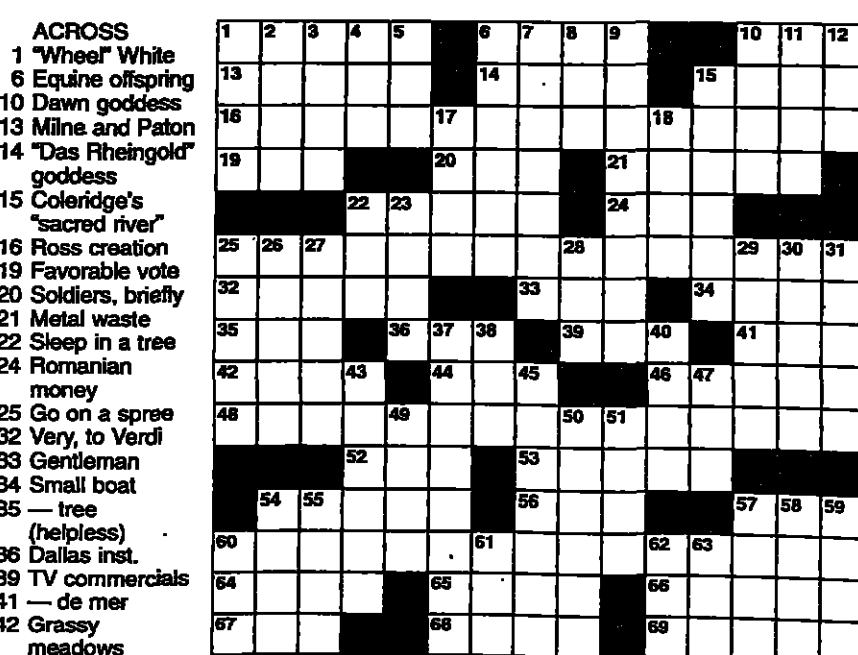 ACROSS
1 "Wheel" White
6 Equine offspring
10 Dawn goddess
13 Milne and Paton
14 "Das Rheingold"
goddess
15 Coleridge's
"sacred river"
16 Ross creation
19 Favorable vote
20 Soldiers, briefly
21 Metal waste
22 Sleep in a tree
24 Romanian
money
25 Go on a spree
32 Very, to Verdi
33 Gentleman
34 Small boat
35 — tree
(helpless)
36 Dallas inst.
39 TV commercials
41 — de mer
42 Grassy
meadows
1 2 3 4 5 6 7 8 9 10 11 12
13 14 15
16 17 18
19 20 21
22 23 24
25 26 27 28 29 30 31
32 33 34
35 36 37 38 39 40 41
42 43 44 45 46 47
48 49 50 51
52 53
54 55 56 57 58 59
60 61 62 63
64 65 66
67 68 69